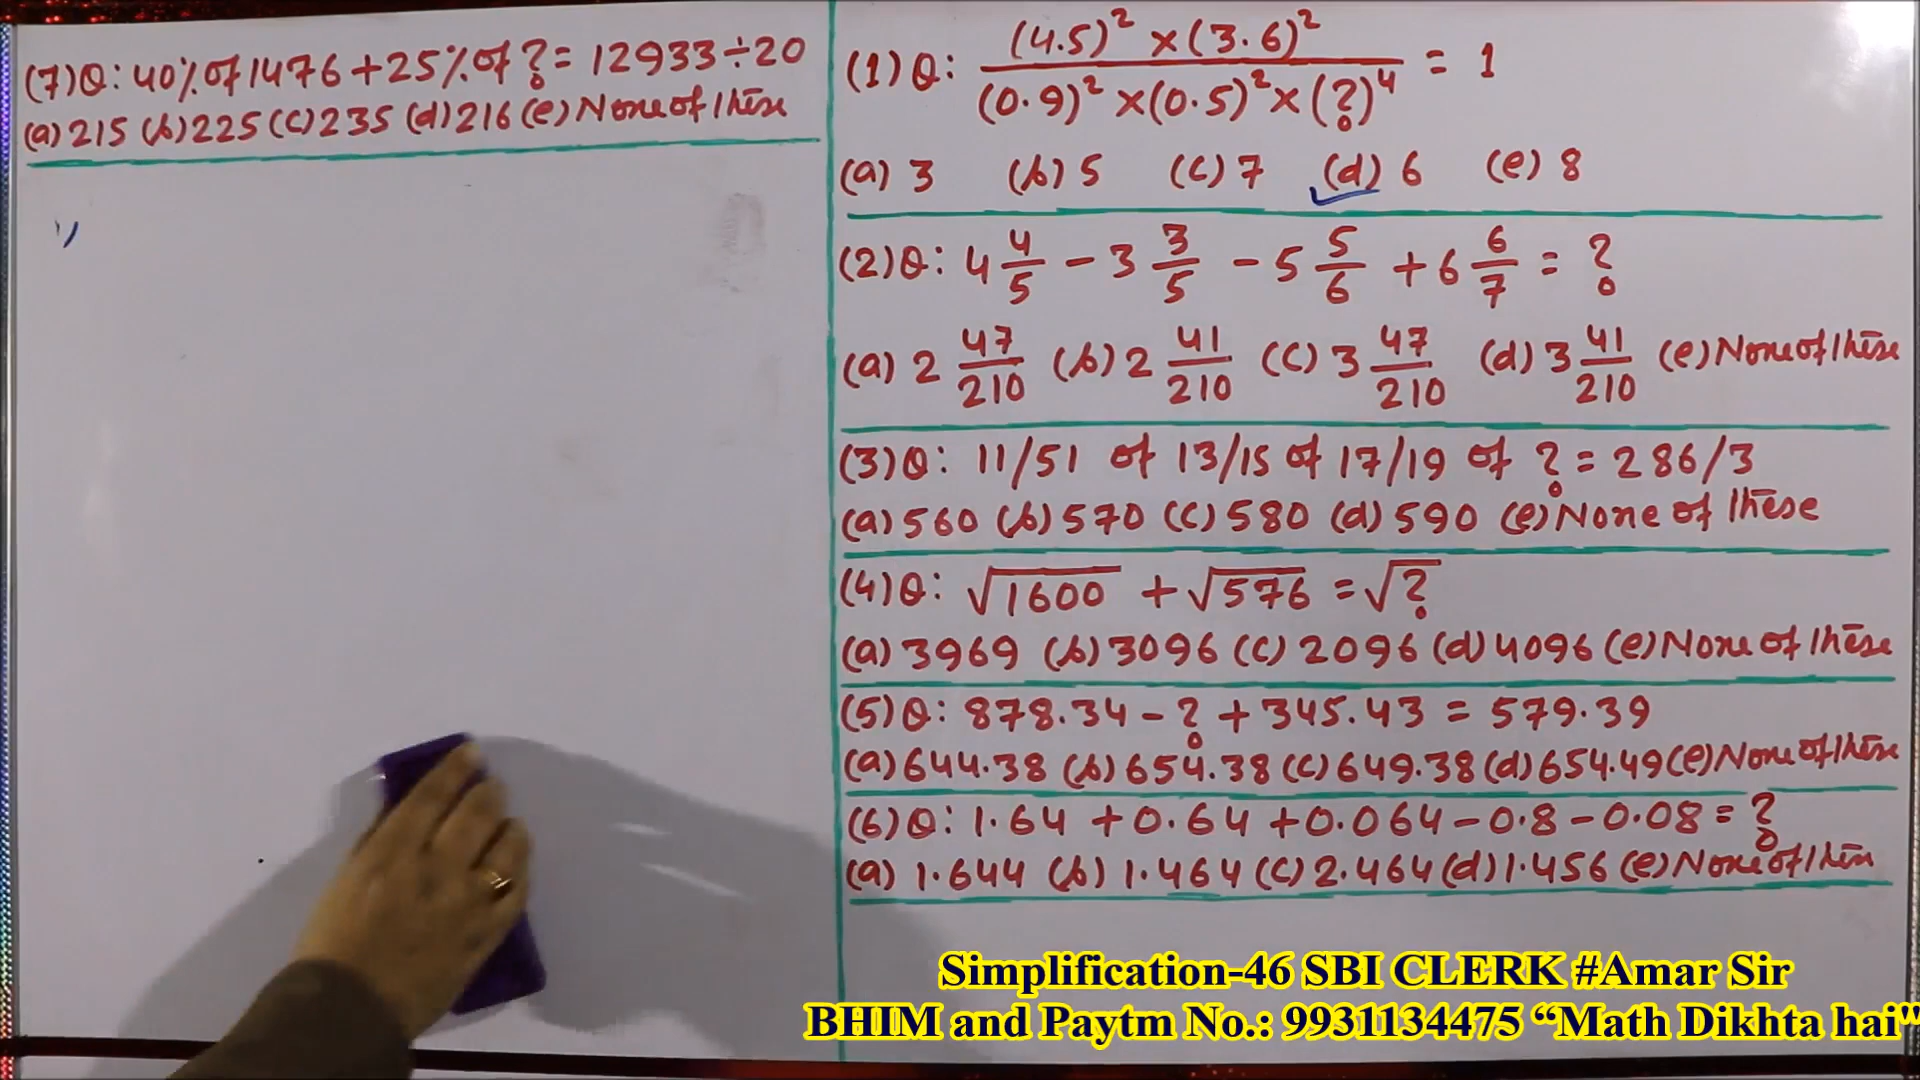 (7)Q: 40% of 1476 + 25% of ? = 12933 ÷ 20
(a) 215 (b) 225 (c) 235 (d) 216 (e) None of these
(1) Q: (4.5)² × (3.6)² / (0.9)² × (0.5)² × (?)⁴ = 1
(a) 3 (b) 5 (c) 7 (d) 6 (e) 8
(2)Q: 4 4/5 - 3 3/5 - 5 5/6 + 6 6/7 = ?
(a) 2 47/210 (b) 2 41/210 (c) 3 47/210 (d) 3 41/210 (e) None of these
(3)Q: 11/51 of 13/15 of 17/19 of ? = 286/3
(a) 560 (b) 570 (c) 580 (d) 590 (e) None of these
(4)Q: √1600 + √576 = √?
(a) 3969 (b) 3096 (c) 2096 (d) 4096 (e) None of these
(5)Q: 878.34 - ? + 345.43 = 579.39
(a) 644.38 (b) 654.38 (c) 649.38 (d) 654.49 (e) None of these
(6)Q: 1.64 + 0.64 + 0.064 - 0.8 - 0.08 = ?
(a) 1.644 (b) 1.464 (c) 2.464 (d) 1.456 (e) None of these
Simplification-46 SBI CLERK #Amar Sir
BHIM and Paytm No.: 9931134475 “Math Dikhta hai"